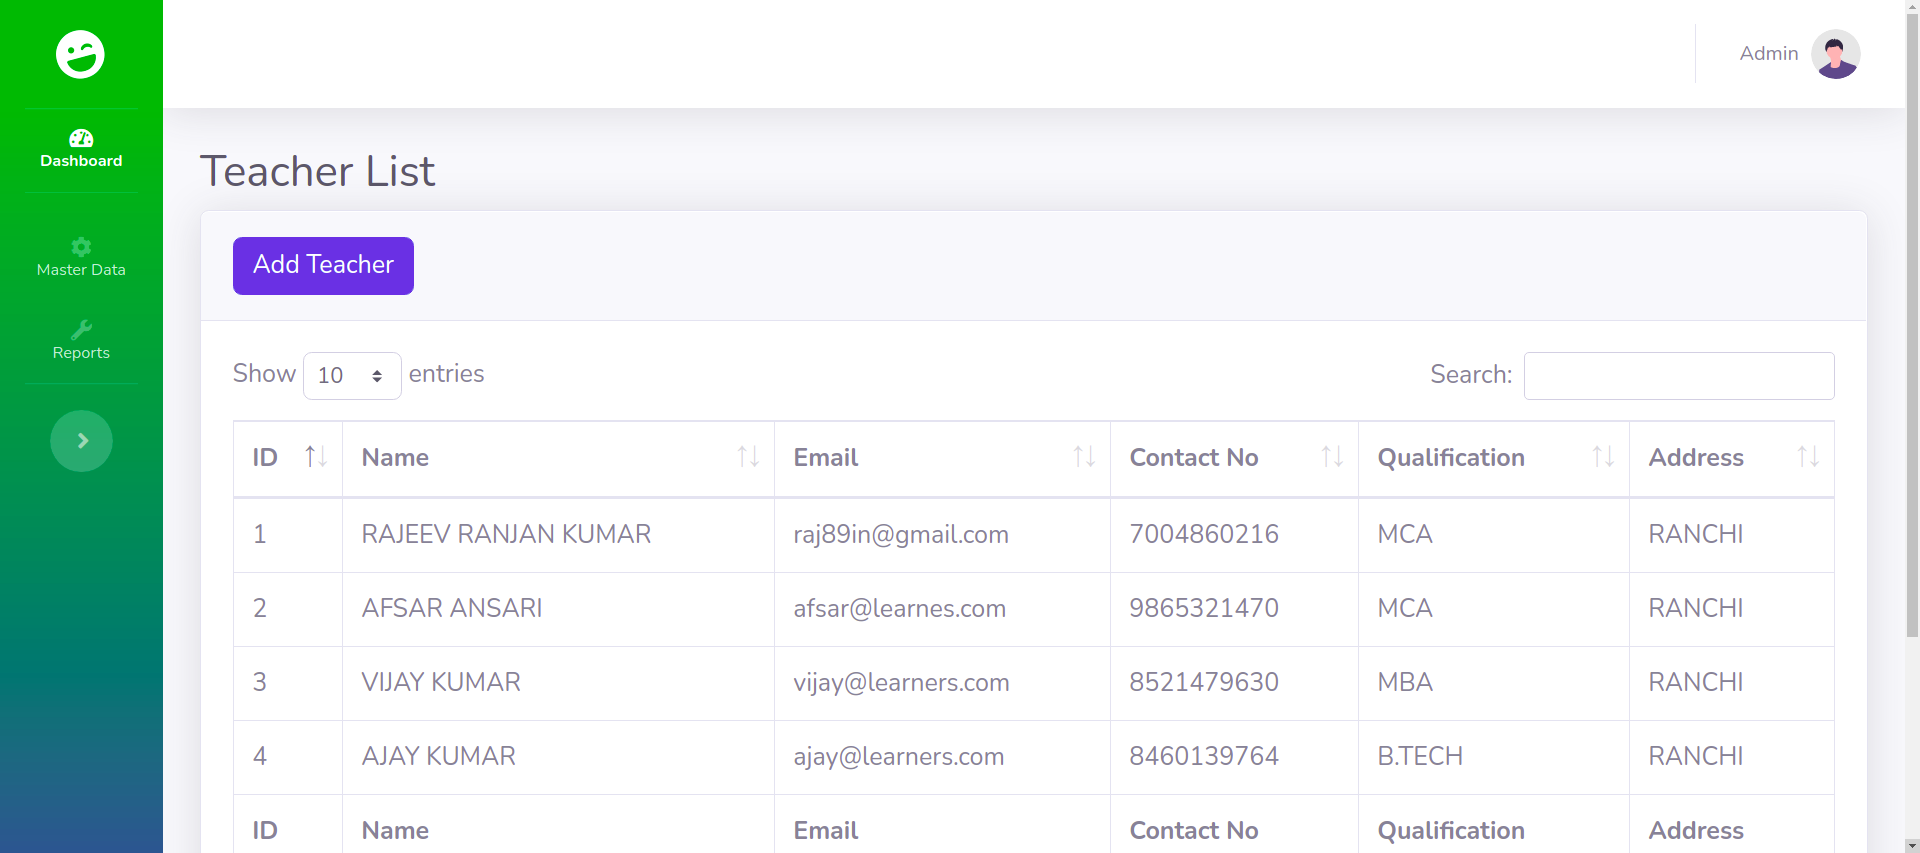 Admin
Dashboard
Master Data
Reports
Teacher List
Add Teacher
Show 10 entries
Search:
ID Name Email Contact No Qualification Address
1 RAJEEV RANJAN KUMAR raj89in@gmail.com 7004860216 MCA RANCHI
2 AFSAR ANSARI afsar@learnes.com 9865321470 MCA RANCHI
3 VIJAY KUMAR vijay@learners.com 8521479630 MBA RANCHI
4 AJAY KUMAR ajay@learners.com 8460139764 B.TECH RANCHI
ID Name Email Contact No Qualification Address